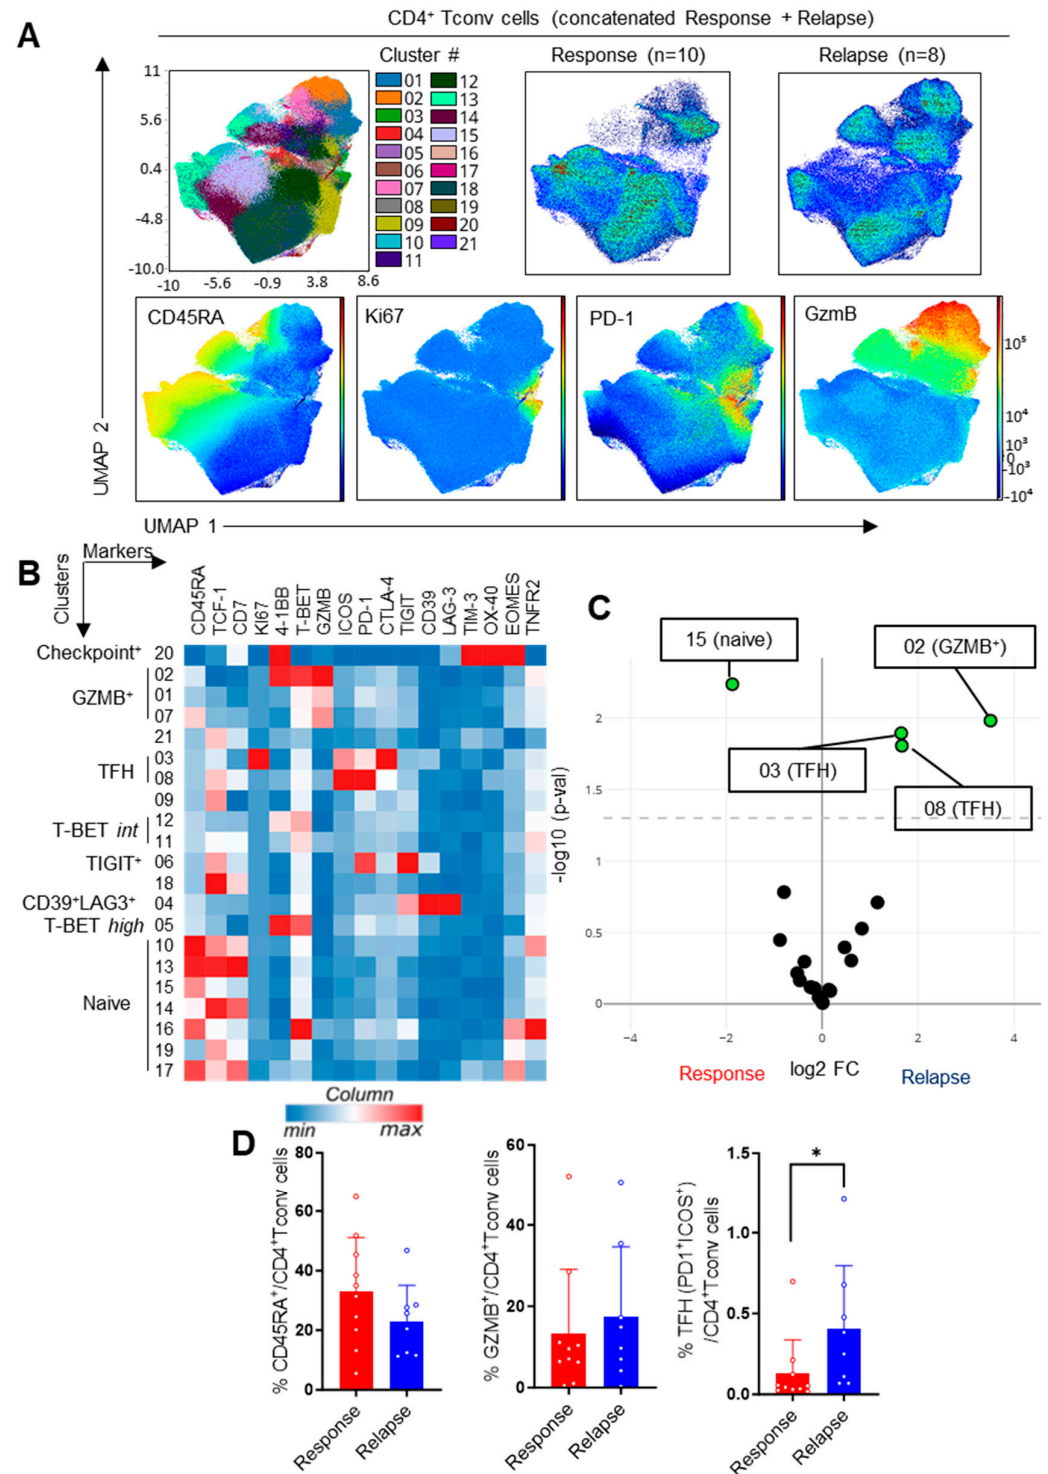 A
CD4⁺ Tconv cells (concatenated Response + Relapse)
Cluster #
Response (n=10)
Relapse (n=8)
11
5.6
0.4
-4.8
-10.0
-10
-5.6
-0.9
3.8
8.6
01
02
03
04
05
06
07
08
09
10
11
12
13
14
15
16
17
18
19
20
21
CD45RA
Ki67
PD-1
GzmB
10⁵
10⁴
10³
0
-10³
-10⁴
UMAP 2
UMAP 1
B
Markers
Clusters
CD45RA
TCF-1
CD7
KI67
4-1BB
T-BET
GZMB
ICOS
PD-1
CTLA-4
TIGIT
CD39
LAG-3
TIM-3
OX-40
EOMES
TNFR2
Checkpoint⁺ 20
GZMB⁺
02
01
07
21
TFH
03
08
09
T-BET int
12
11
TIGIT⁺ 06
18
CD39⁺LAG3⁺ 04
T-BET high 05
Naive
10
13
15
14
16
19
17
Column
min
max
C
15 (naive)
02 (GZMB⁺)
03 (TFH)
08 (TFH)
-log10 (p-val)
2
1.5
1
0.5
0
−4
−2
0
2
4
Response
log2 FC
Relapse
D
% CD45RA⁺/CD4⁺Tconv cells
80
60
40
20
0
Response
Relapse
% GZMB⁺/CD4⁺Tconv cells
60
40
20
0
Response
Relapse
% TFH (PD1⁺ICOS⁺)
/CD4⁺Tconv cells
1.5
1.0
0.5
0.0
*
Response
Relapse